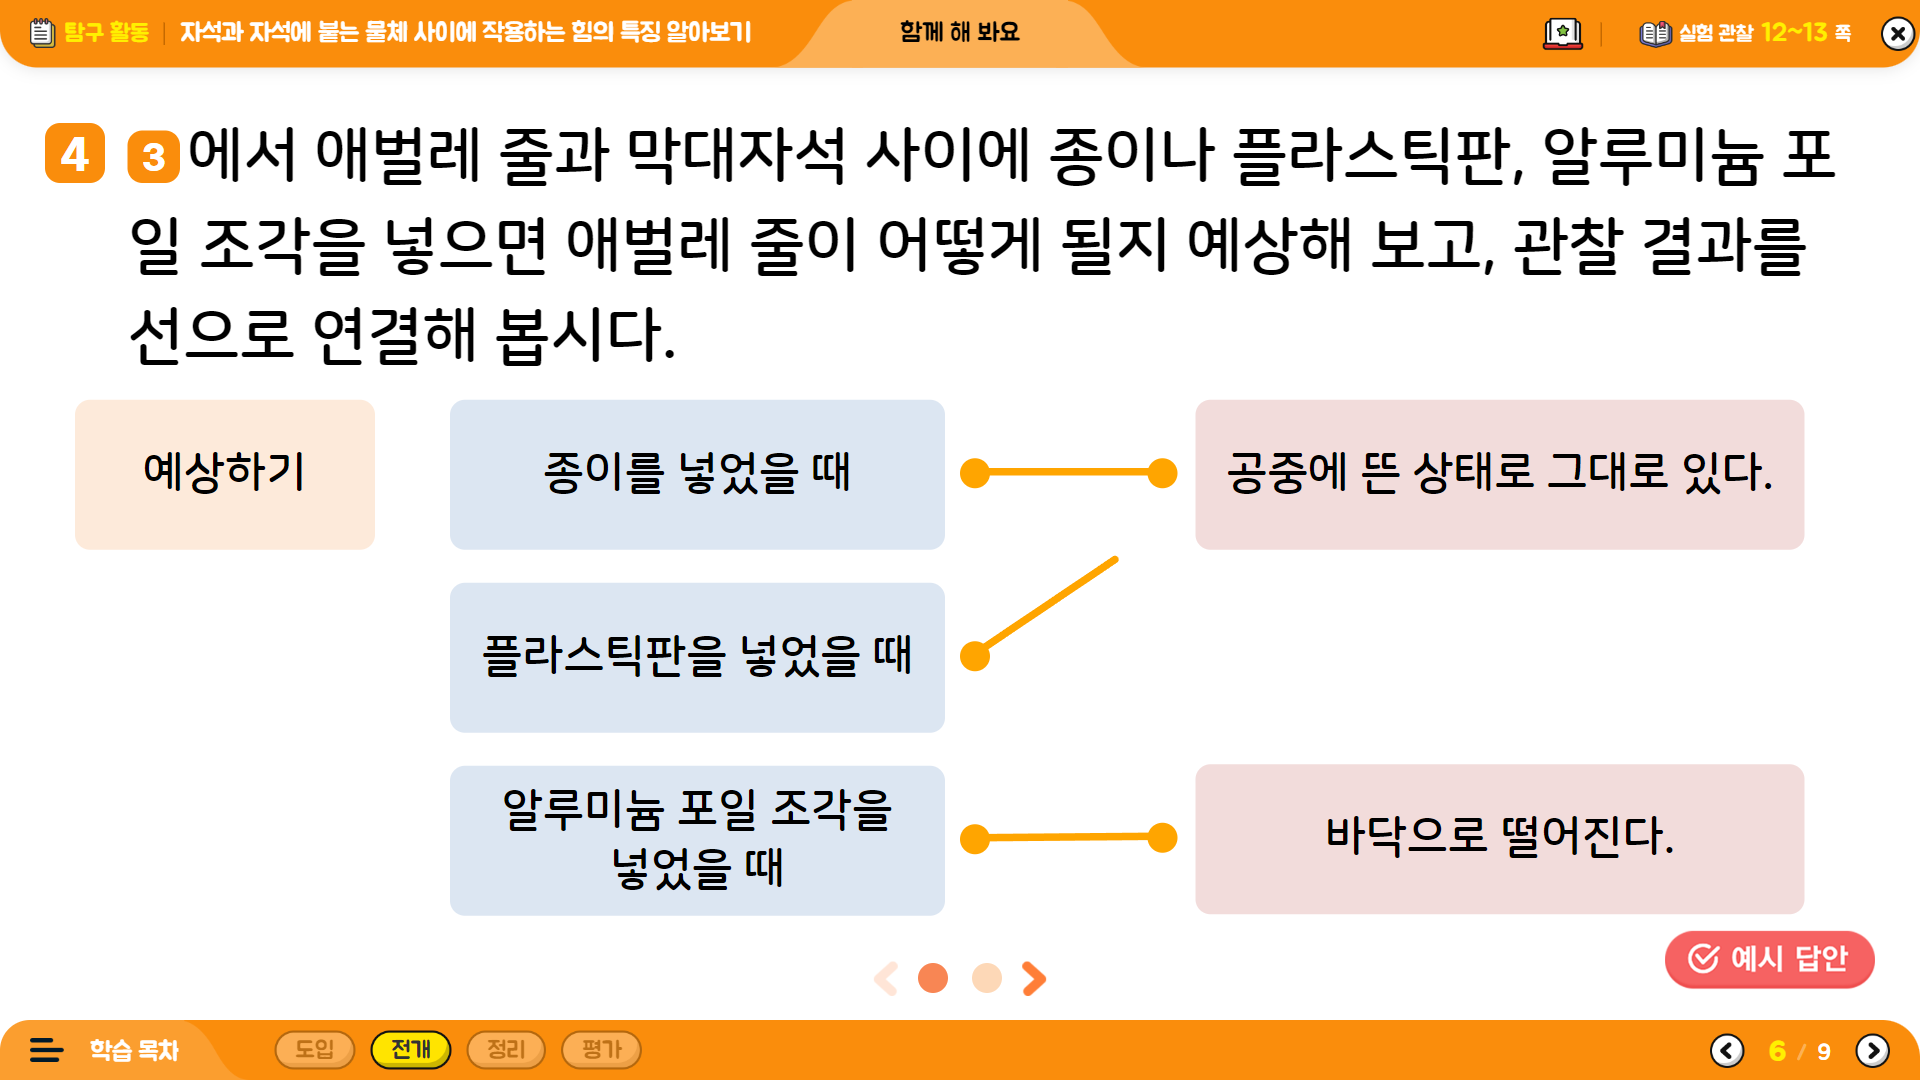 탐구 활동 자석과 자석에 붙는 물체 사이에 작용하는 힘의 특징 알아보기 함께 해 봐요 실험 관찰 12~13 쪽
4 3에서 애벌레 줄과 막대자석 사이에 종이나 플라스틱판, 알루미늄 포
일 조각을 넣으면 애벌레 줄이 어떻게 될지 예상해 보고, 관찰 결과를
선으로 연결해 봅시다.
예상하기 종이를 넣었을 때 공중에 뜬 상태로 그대로 있다.
플라스틱판을 넣었을 때
알루미늄 포일 조각을
넣었을 때
바닥으로 떨어진다.
예시 답안
학습 목차 도입 전개 정리 평가 6 / 9